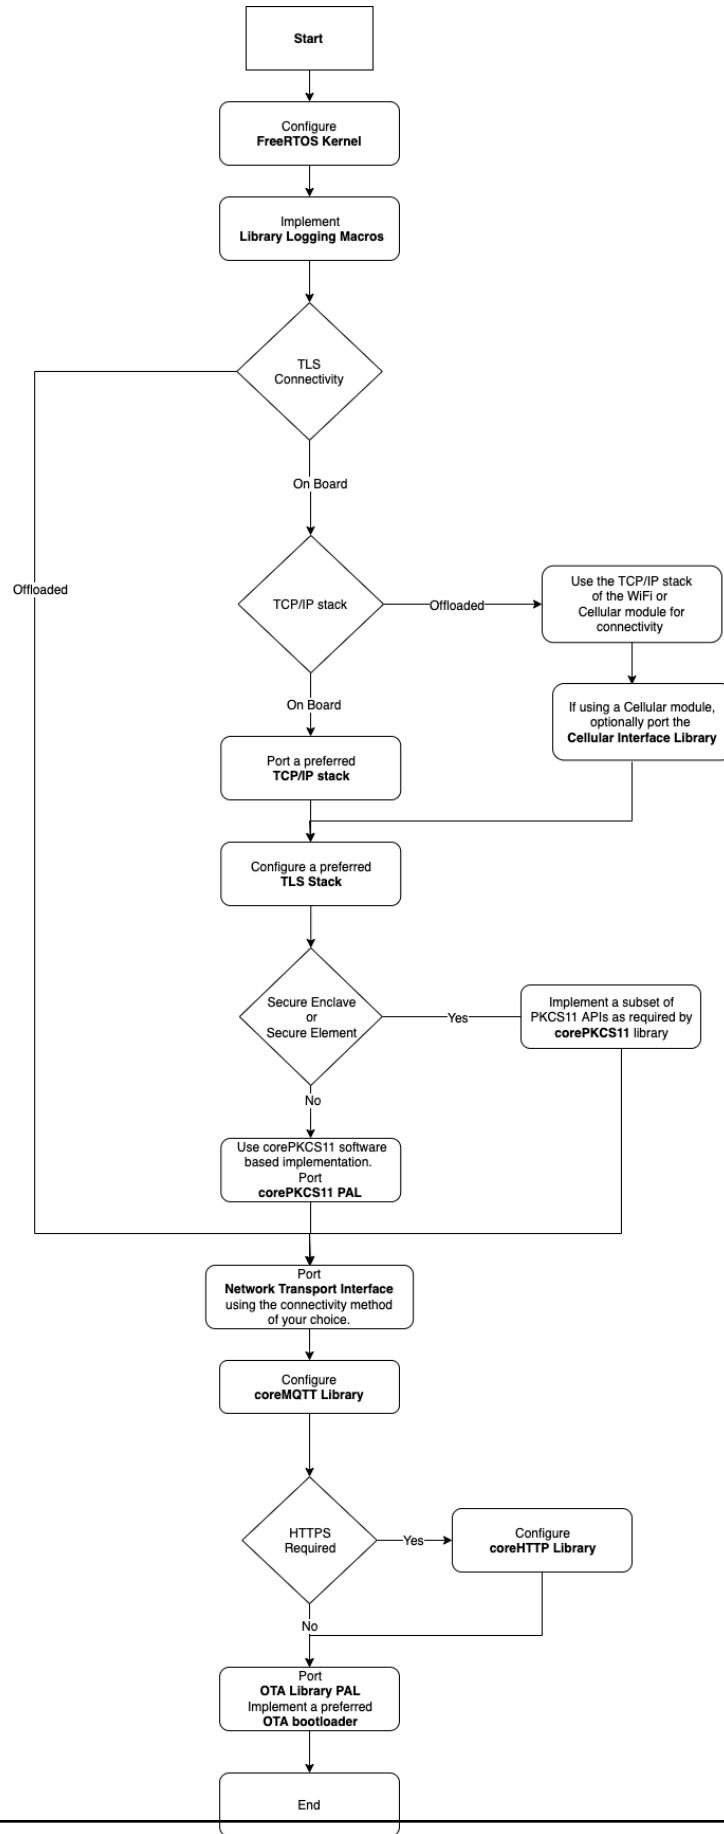 Start
Configure
FreeRTOS Kernel
Implement
Library Logging Macros
TLS
Connectivity
On Board
Offloaded
TCP/IP stack
Offloaded
Use the TCP/IP stack
of the WiFi or
Cellular module for
connectivity
On Board
If using a Cellular module,
optionally port the
Cellular Interface Library
Port a preferred
TCP/IP stack
Configure a preferred
TLS Stack
Secure Enclave
or
Secure Element
Yes
Implement a subset of
PKCS11 APIs as required by
corePKCS11 library
No
Use corePKCS11 software
based implementation.
Port
corePKCS11 PAL
Port
Network Transport Interface
using the connectivity method
of your choice.
Configure
coreMQTT Library
HTTPS
Required
Yes
Configure
coreHTTP Library
No
Port
OTA Library PAL
Implement a preferred
OTA bootloader
End